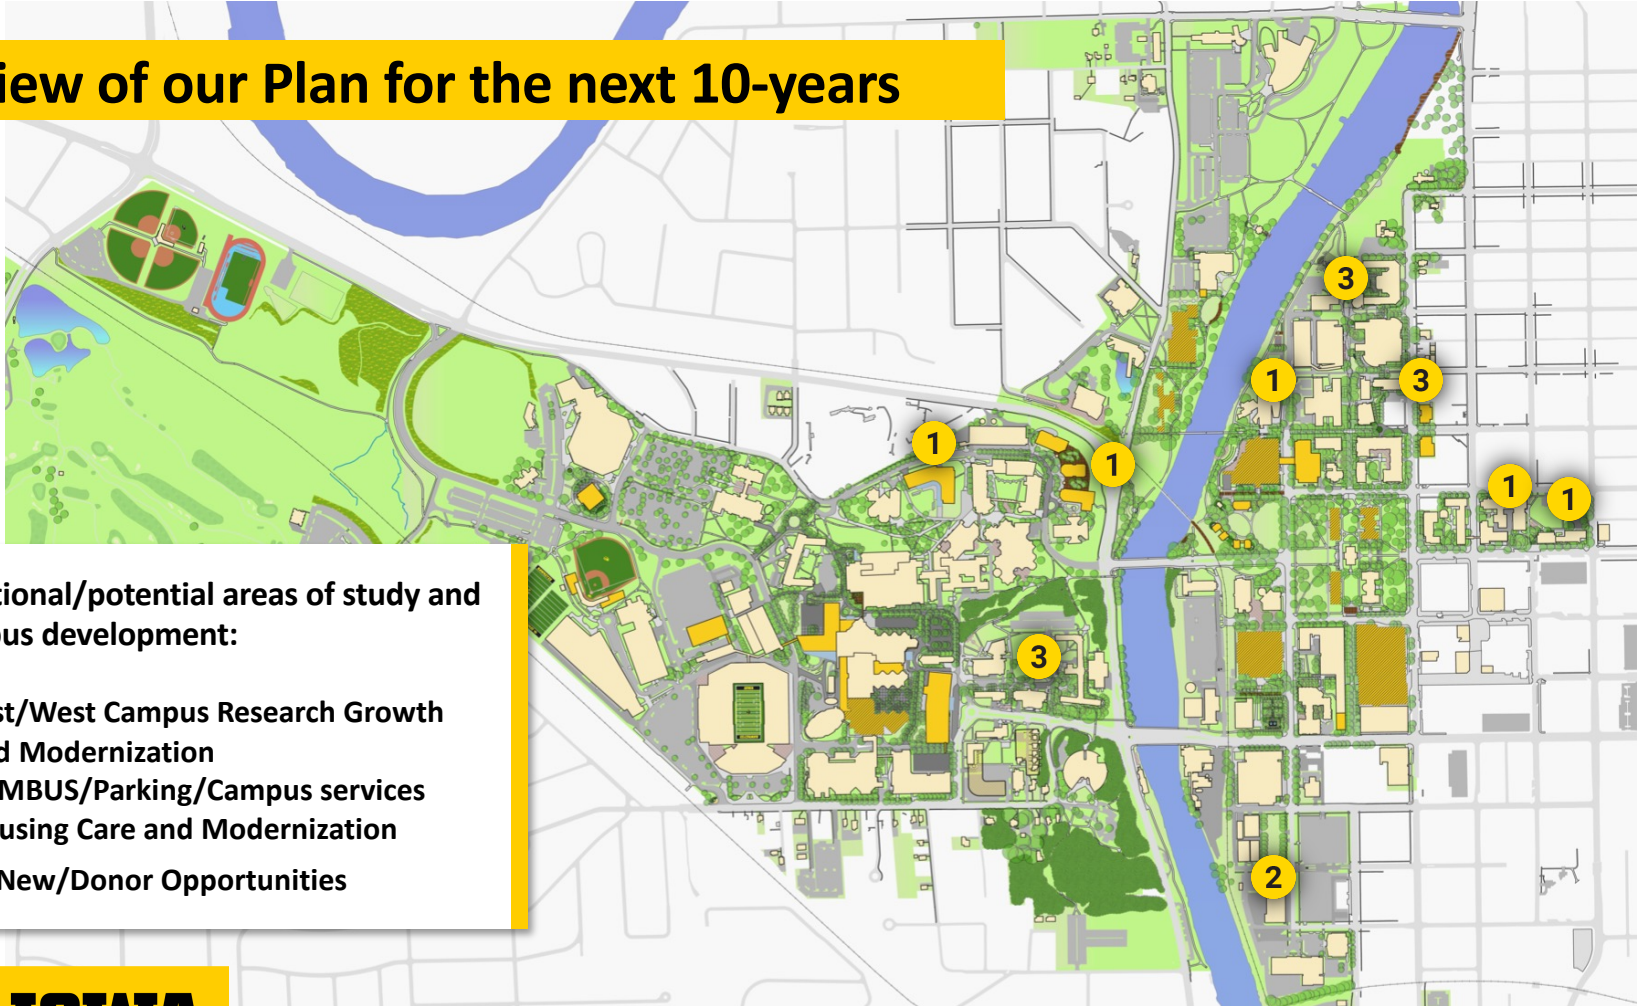 iew of our Plan for the next 10-years
3
1
3
1
1
1
1
3
2
tional/potential areas of study and
ous development:
st/West Campus Research Growth
d Modernization
MBUS/Parking/Campus services
using Care and Modernization
New/Donor Opportunities
IOWA